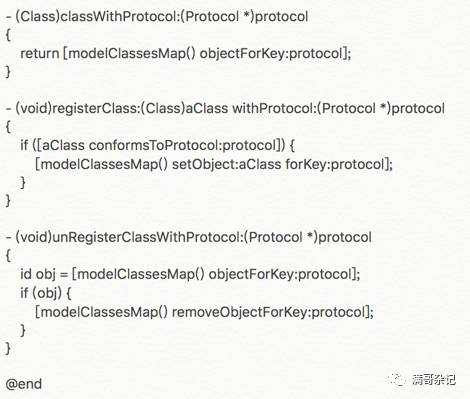 - (Class)classWithProtocol:(Protocol *)protocol
{
    return [modelClassesMap() objectForKey:protocol];
}

- (void)registerClass:(Class)aClass withProtocol:(Protocol *)protocol
{
    if ([aClass conformsToProtocol:protocol]) {
        [modelClassesMap() setObject:aClass forKey:protocol];
    }
}

- (void)unRegisterClassWithProtocol:(Protocol *)protocol
{
    id obj = [modelClassesMap() objectForKey:protocol];
    if (obj) {
        [modelClassesMap() removeObjectForKey:protocol];
    }
}

@end
满哥杂记